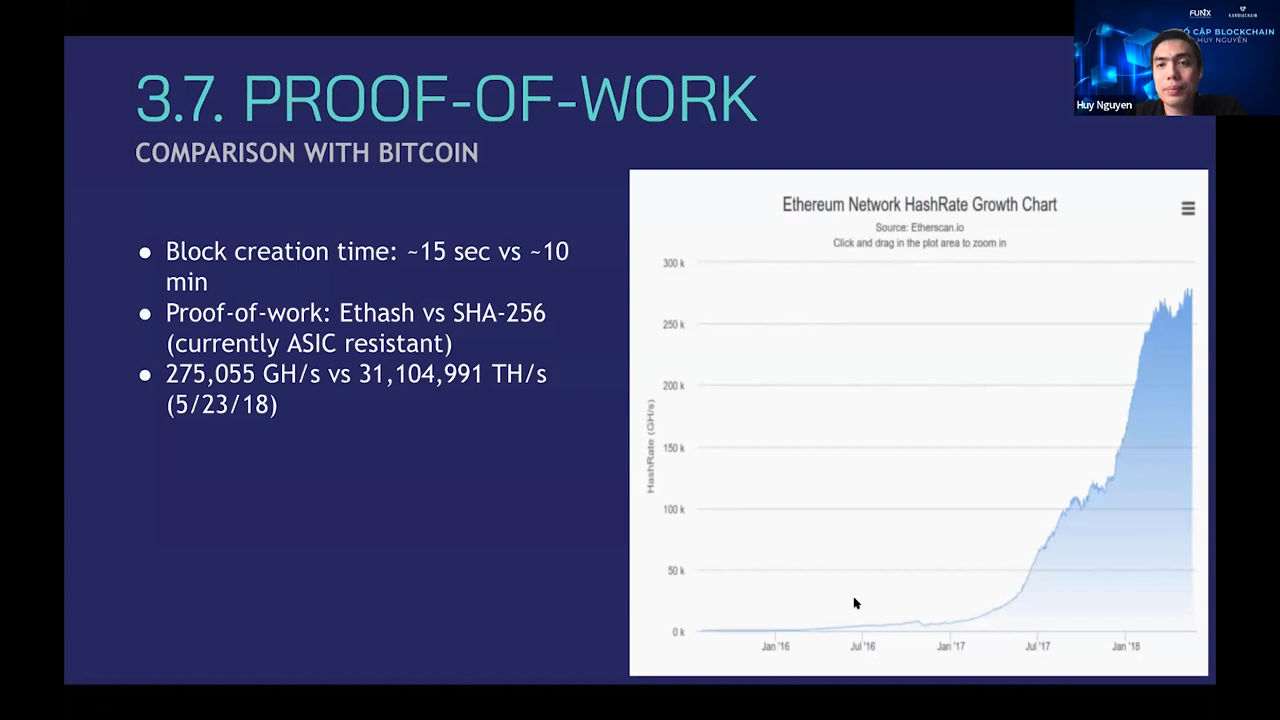 3.7. PROOF-OF-WORK
COMPARISON WITH BITCOIN
● Block creation time: ~15 sec vs ~10
min
● Proof-of-work: Ethash vs SHA-256
(currently ASIC resistant)
● 275,055 GH/s vs 31,104,991 TH/s
(5/23/18)
Ethereum Network HashRate Growth Chart
Source: Etherscan.io
Click and drag in the plot area to zoom in
HashRate (GH/s)
300 k
250 k
200 k
150 k
100 k
50 k
0 k
Jan '16
Jul '16
Jan '17
Jul '17
Jan '18
FUNiX
KARDIACHAIN
CẤP BLOCKCHAIN
HUY NGUYỄN
Huy Nguyen